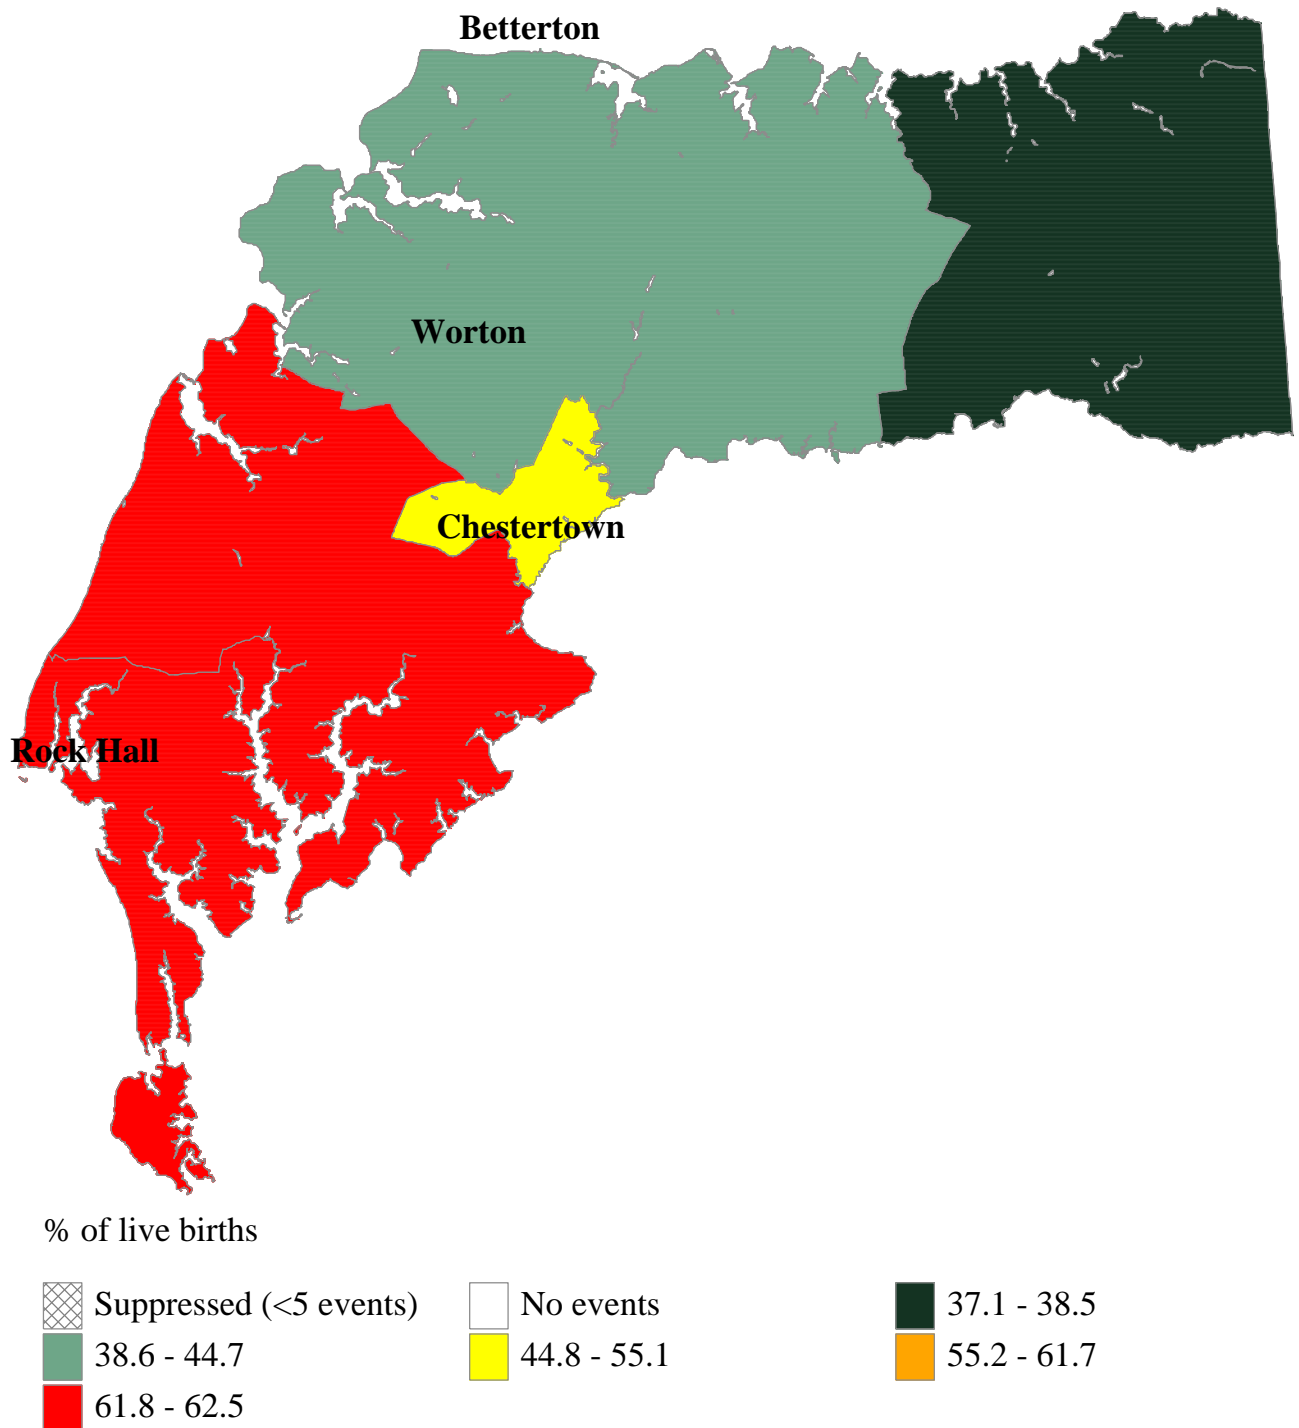 Betterton
Worton
Chestertown
Rock Hall
% of live births
Suppressed (<5 events)
No events
37.1 - 38.5
38.6 - 44.7
44.8 - 55.1
55.2 - 61.7
61.8 - 62.5